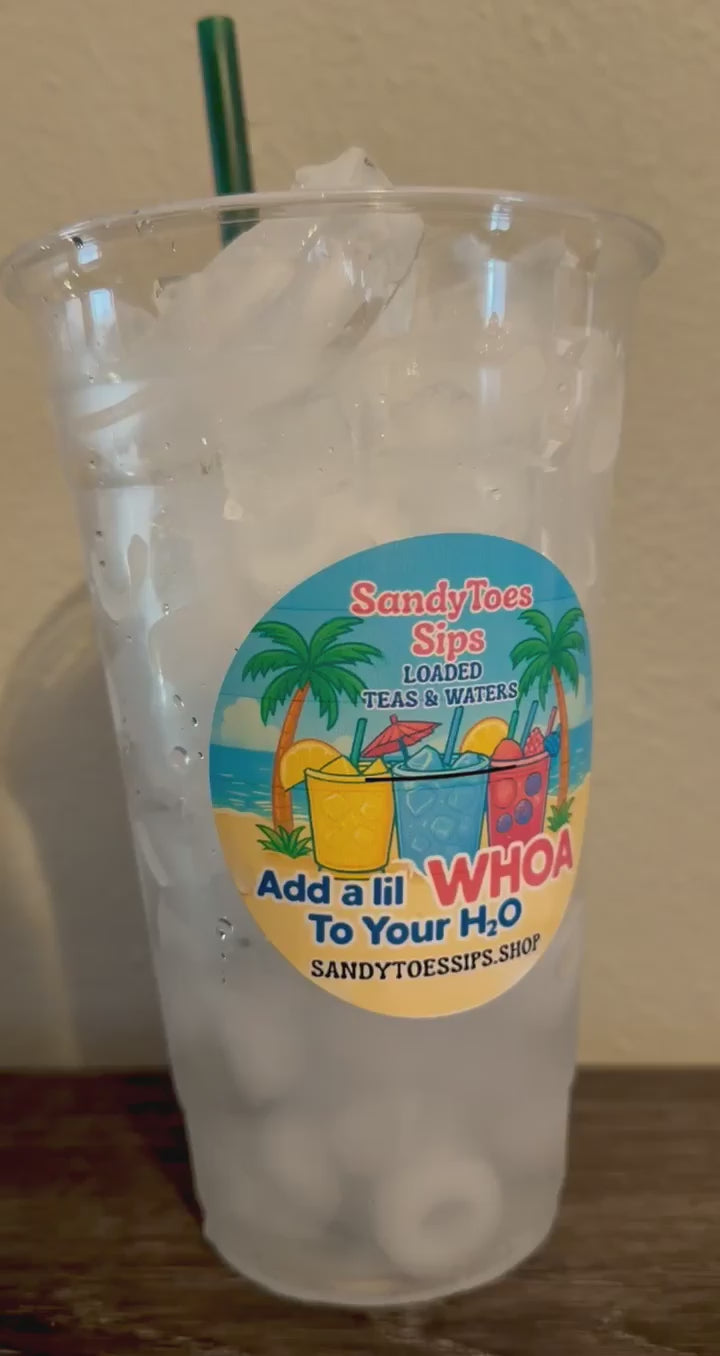 SandyToes
Sips
LOADED
TEAS & WATERS
Add a lil WHOA
To Your H₂O
SANDYTOESSIPS.SHOP